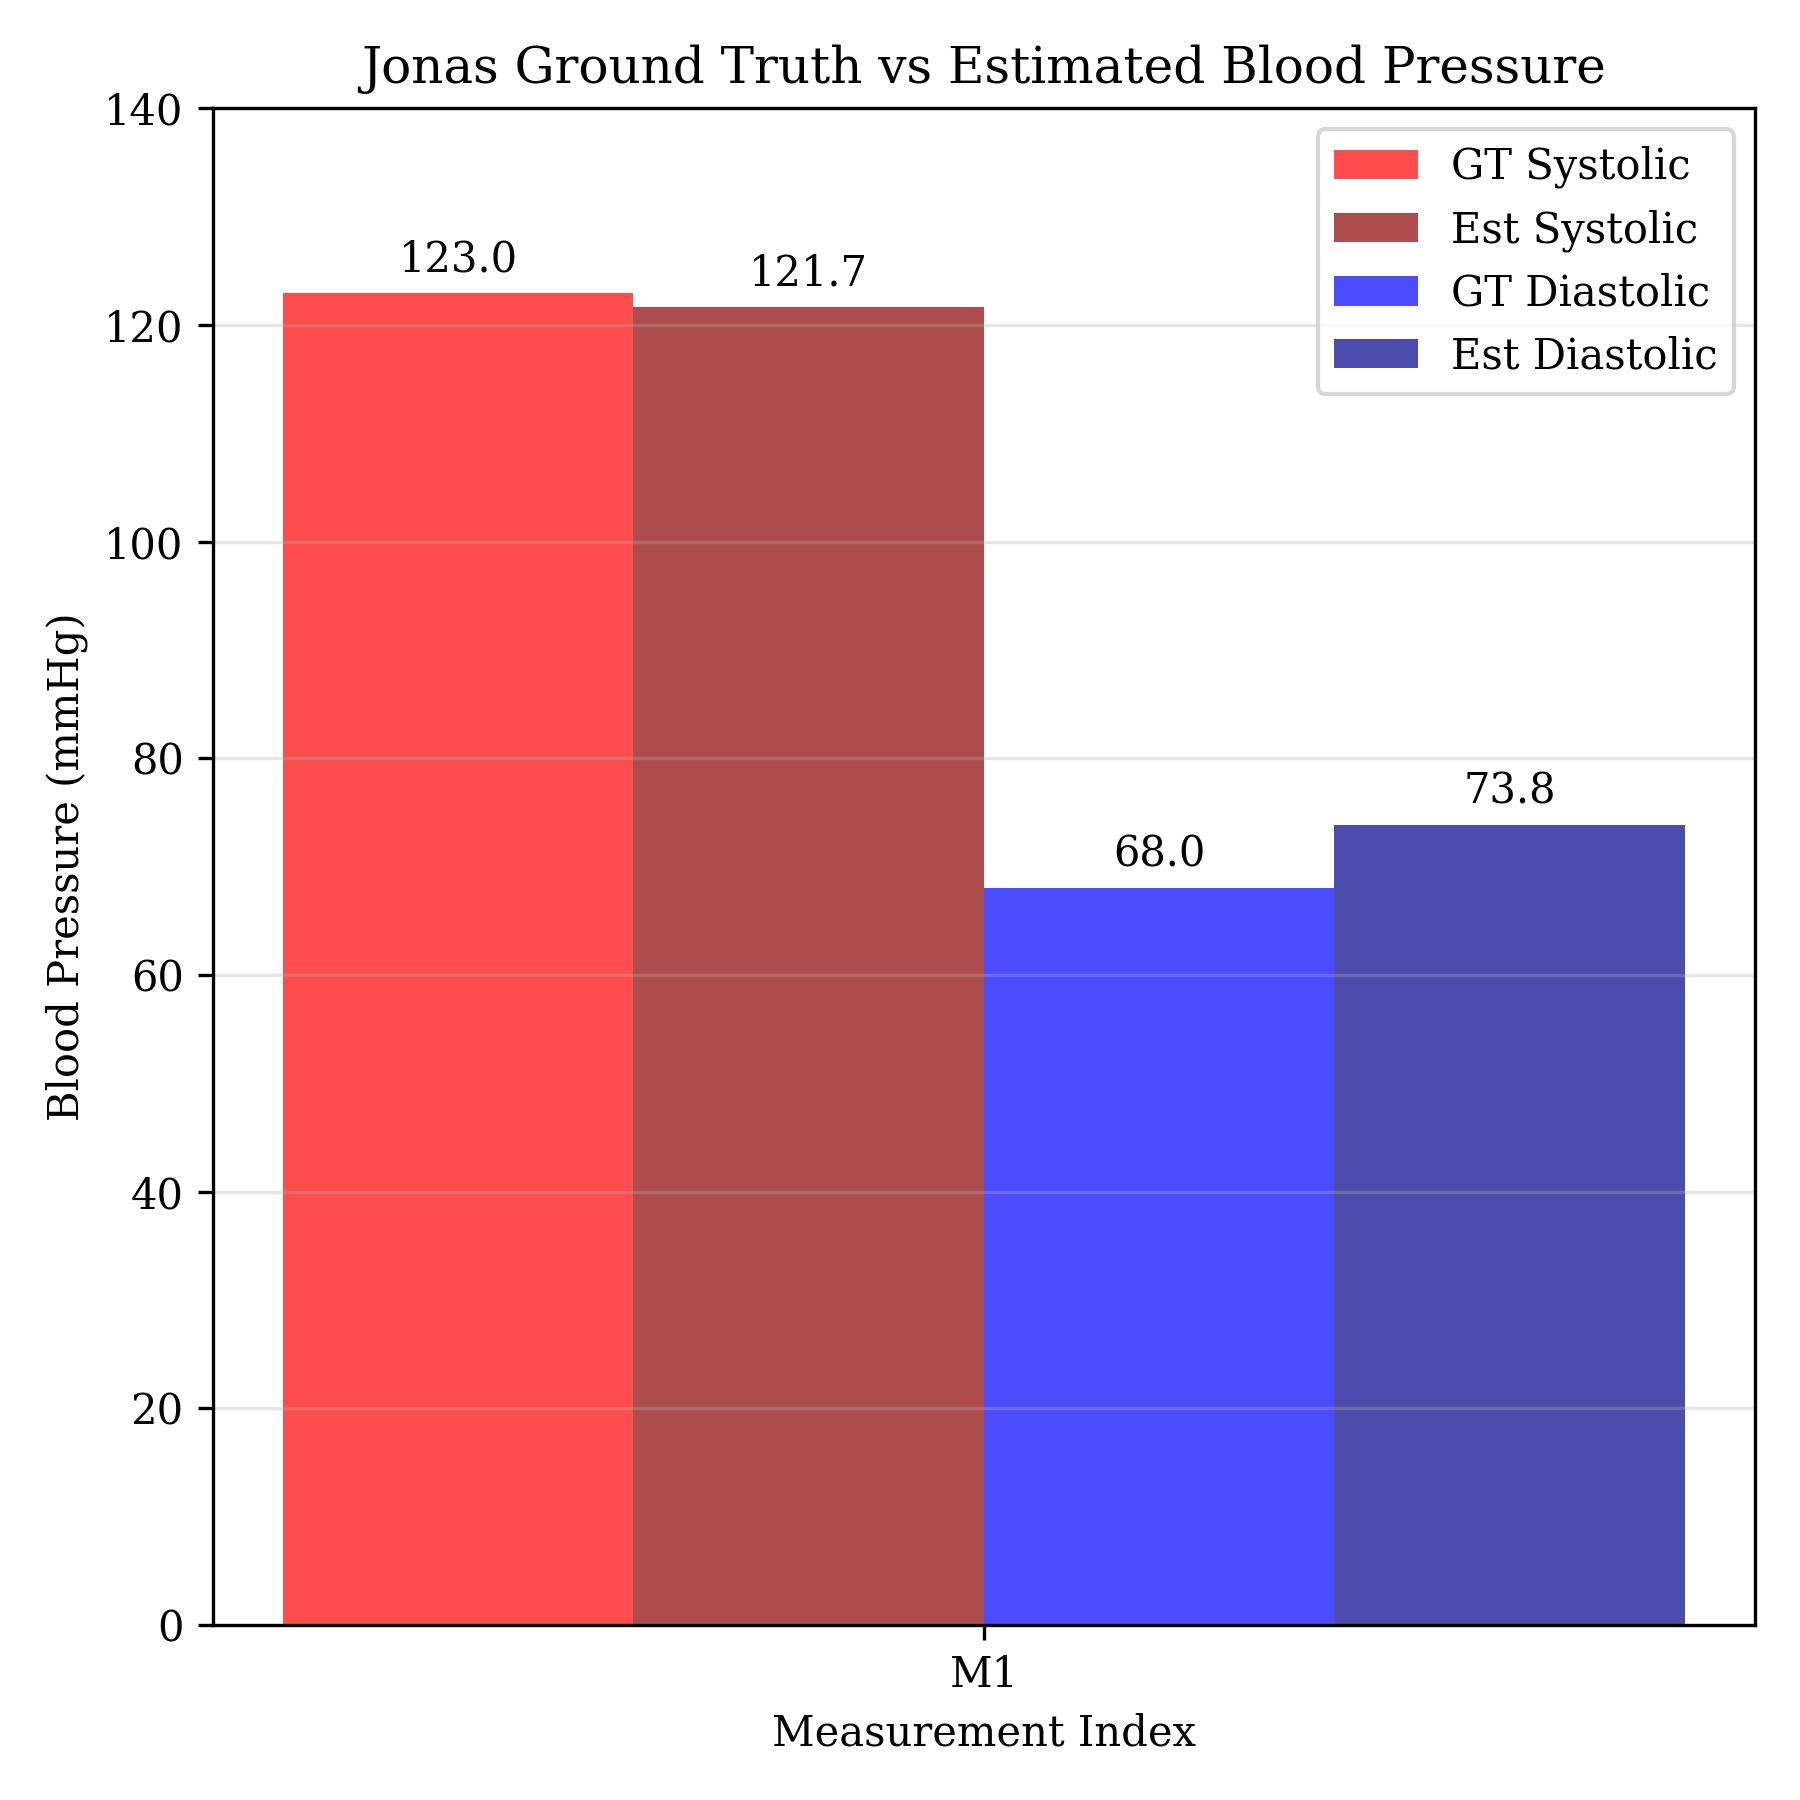 Jonas Ground Truth vs Estimated Blood Pressure
140
120
100
80
60
40
20
0
Blood Pressure (mmHg)
GT Systolic
Est Systolic
GT Diastolic
Est Diastolic
123.0
121.7
68.0
73.8
M1
Measurement Index